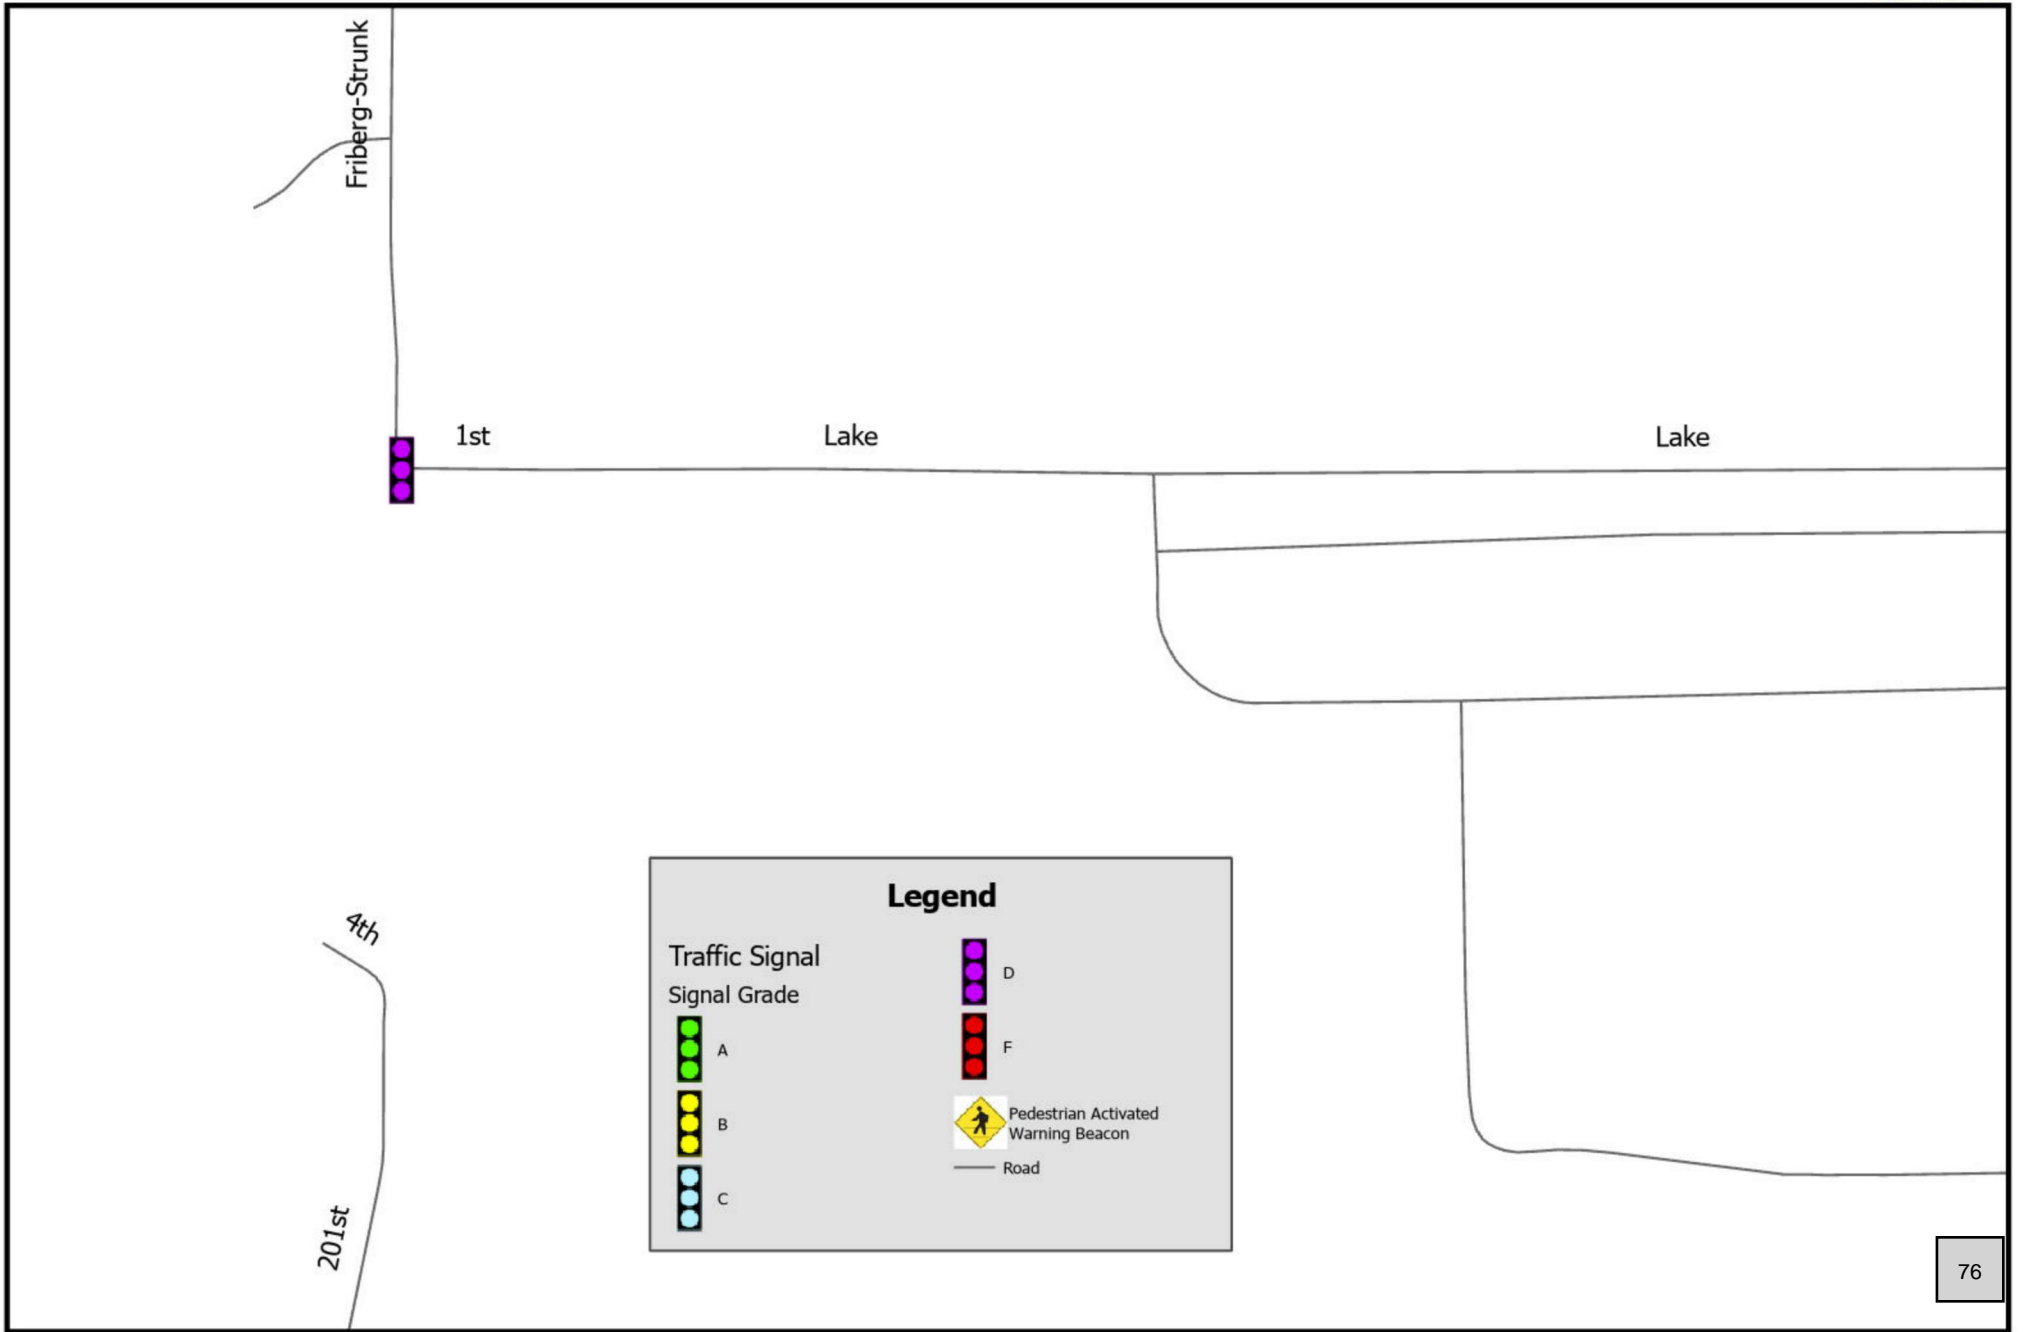 Friberg-Strunk
1st
Lake
Lake
4th
201st
Legend
Traffic Signal
Signal Grade
A
B
C
D
F
Pedestrian Activated
Warning Beacon
Road
76